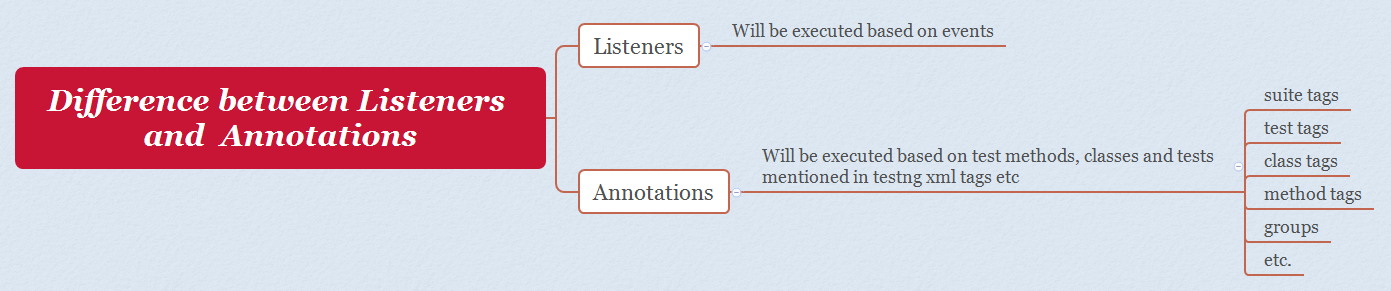 Difference between Listeners
and Annotations
Listeners
Will be executed based on events
Annotations
Will be executed based on test methods, classes and tests
mentioned in testng xml tags etc
suite tags
test tags
class tags
method tags
groups
etc.